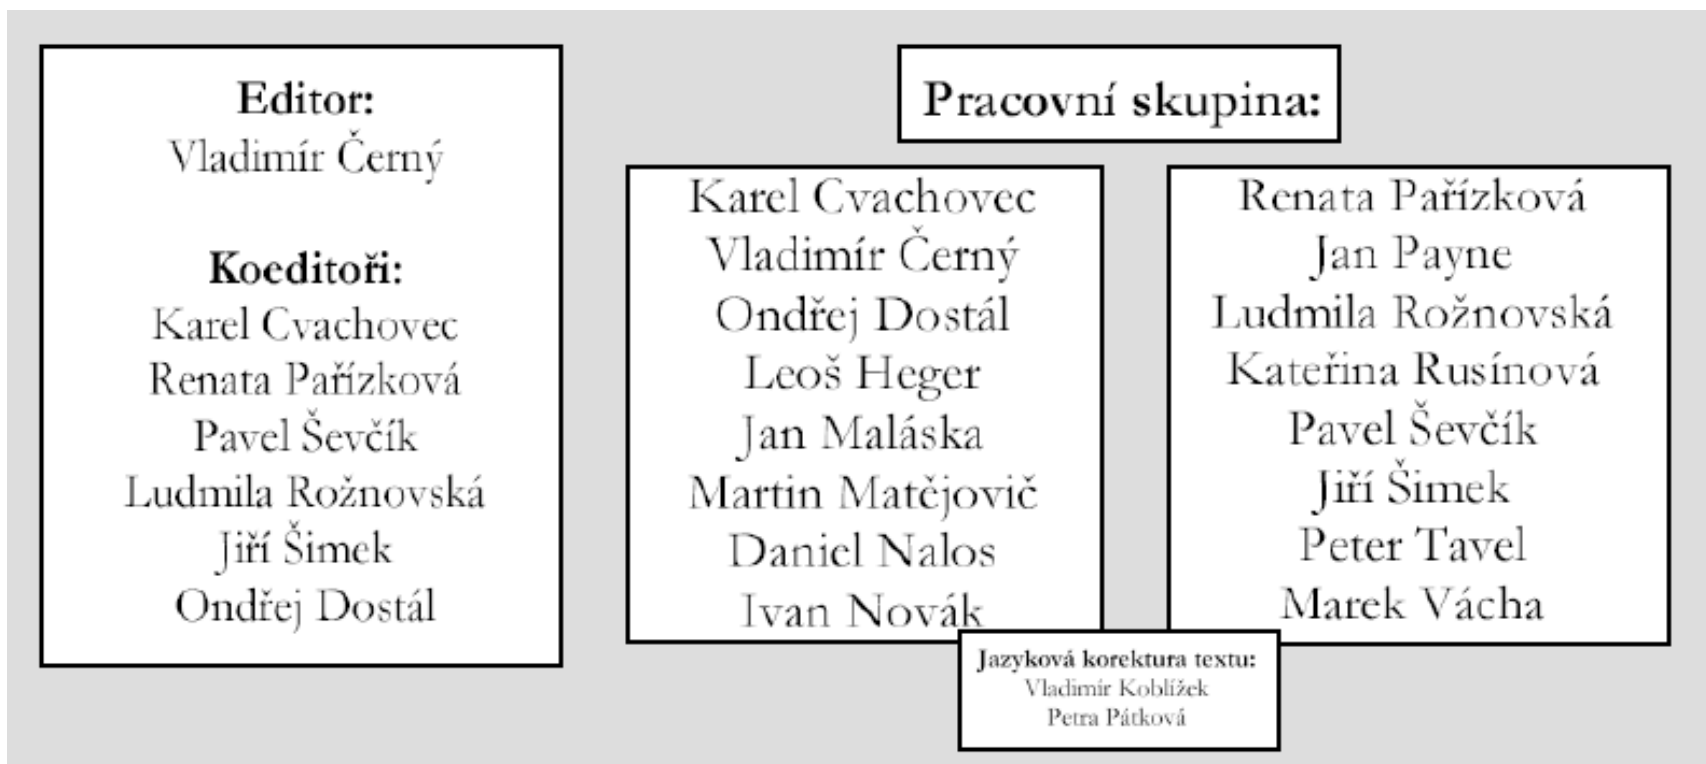 Editor:
Vladimír Černý
Koeditoři:
Karel Cvachovec
Renata Pařízková
Pavel Ševčík
Ludmila Rožnovská
Jiří Šimek
Ondřej Dostál
Pracovní skupina:
Karel Cvachovec
Vladimír Černý
Ondřej Dostál
Leoš Heger
Jan Maláska
Martin Matějovič
Daniel Nalos
Ivan Novák
Renata Pařízková
Jan Payne
Ludmila Rožnovská
Kateřina Rusínová
Pavel Ševčík
Jiří Šimek
Peter Tavel
Marek Vácha
Jazyková korektura textu:
Vladimír Koblížek
Petra Pátková